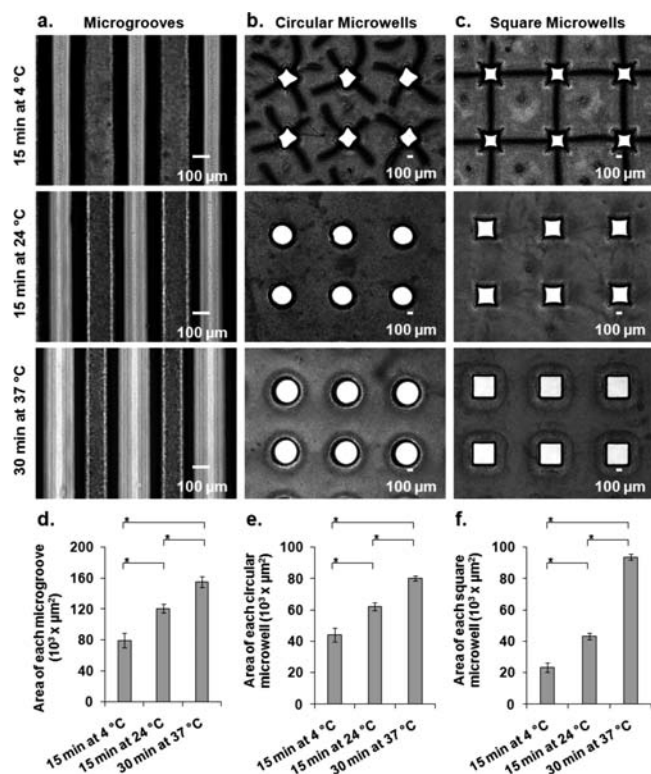 a. Microgrooves
b. Circular Microwells
c. Square Microwells
15 min at 4 °C
100 µm
100 µm
100 µm
15 min at 24 °C
100 µm
100 µm
100 µm
30 min at 37 °C
100 µm
100 µm
100 µm
d.
Area of each microgroove
(10³ x µm²)
200
160
120
80
40
0
*
*
*
15 min at 4 °C
15 min at 24 °C
30 min at 37 °C
e.
Area of each circular
microwell (10³ x µm²)
100
80
60
40
20
0
*
*
*
15 min at 4 °C
15 min at 24 °C
30 min at 37 °C
f.
Area of each square
microwell (10³ x µm²)
100
80
60
40
20
0
*
*
*
15 min at 4 °C
15 min at 24 °C
30 min at 37 °C